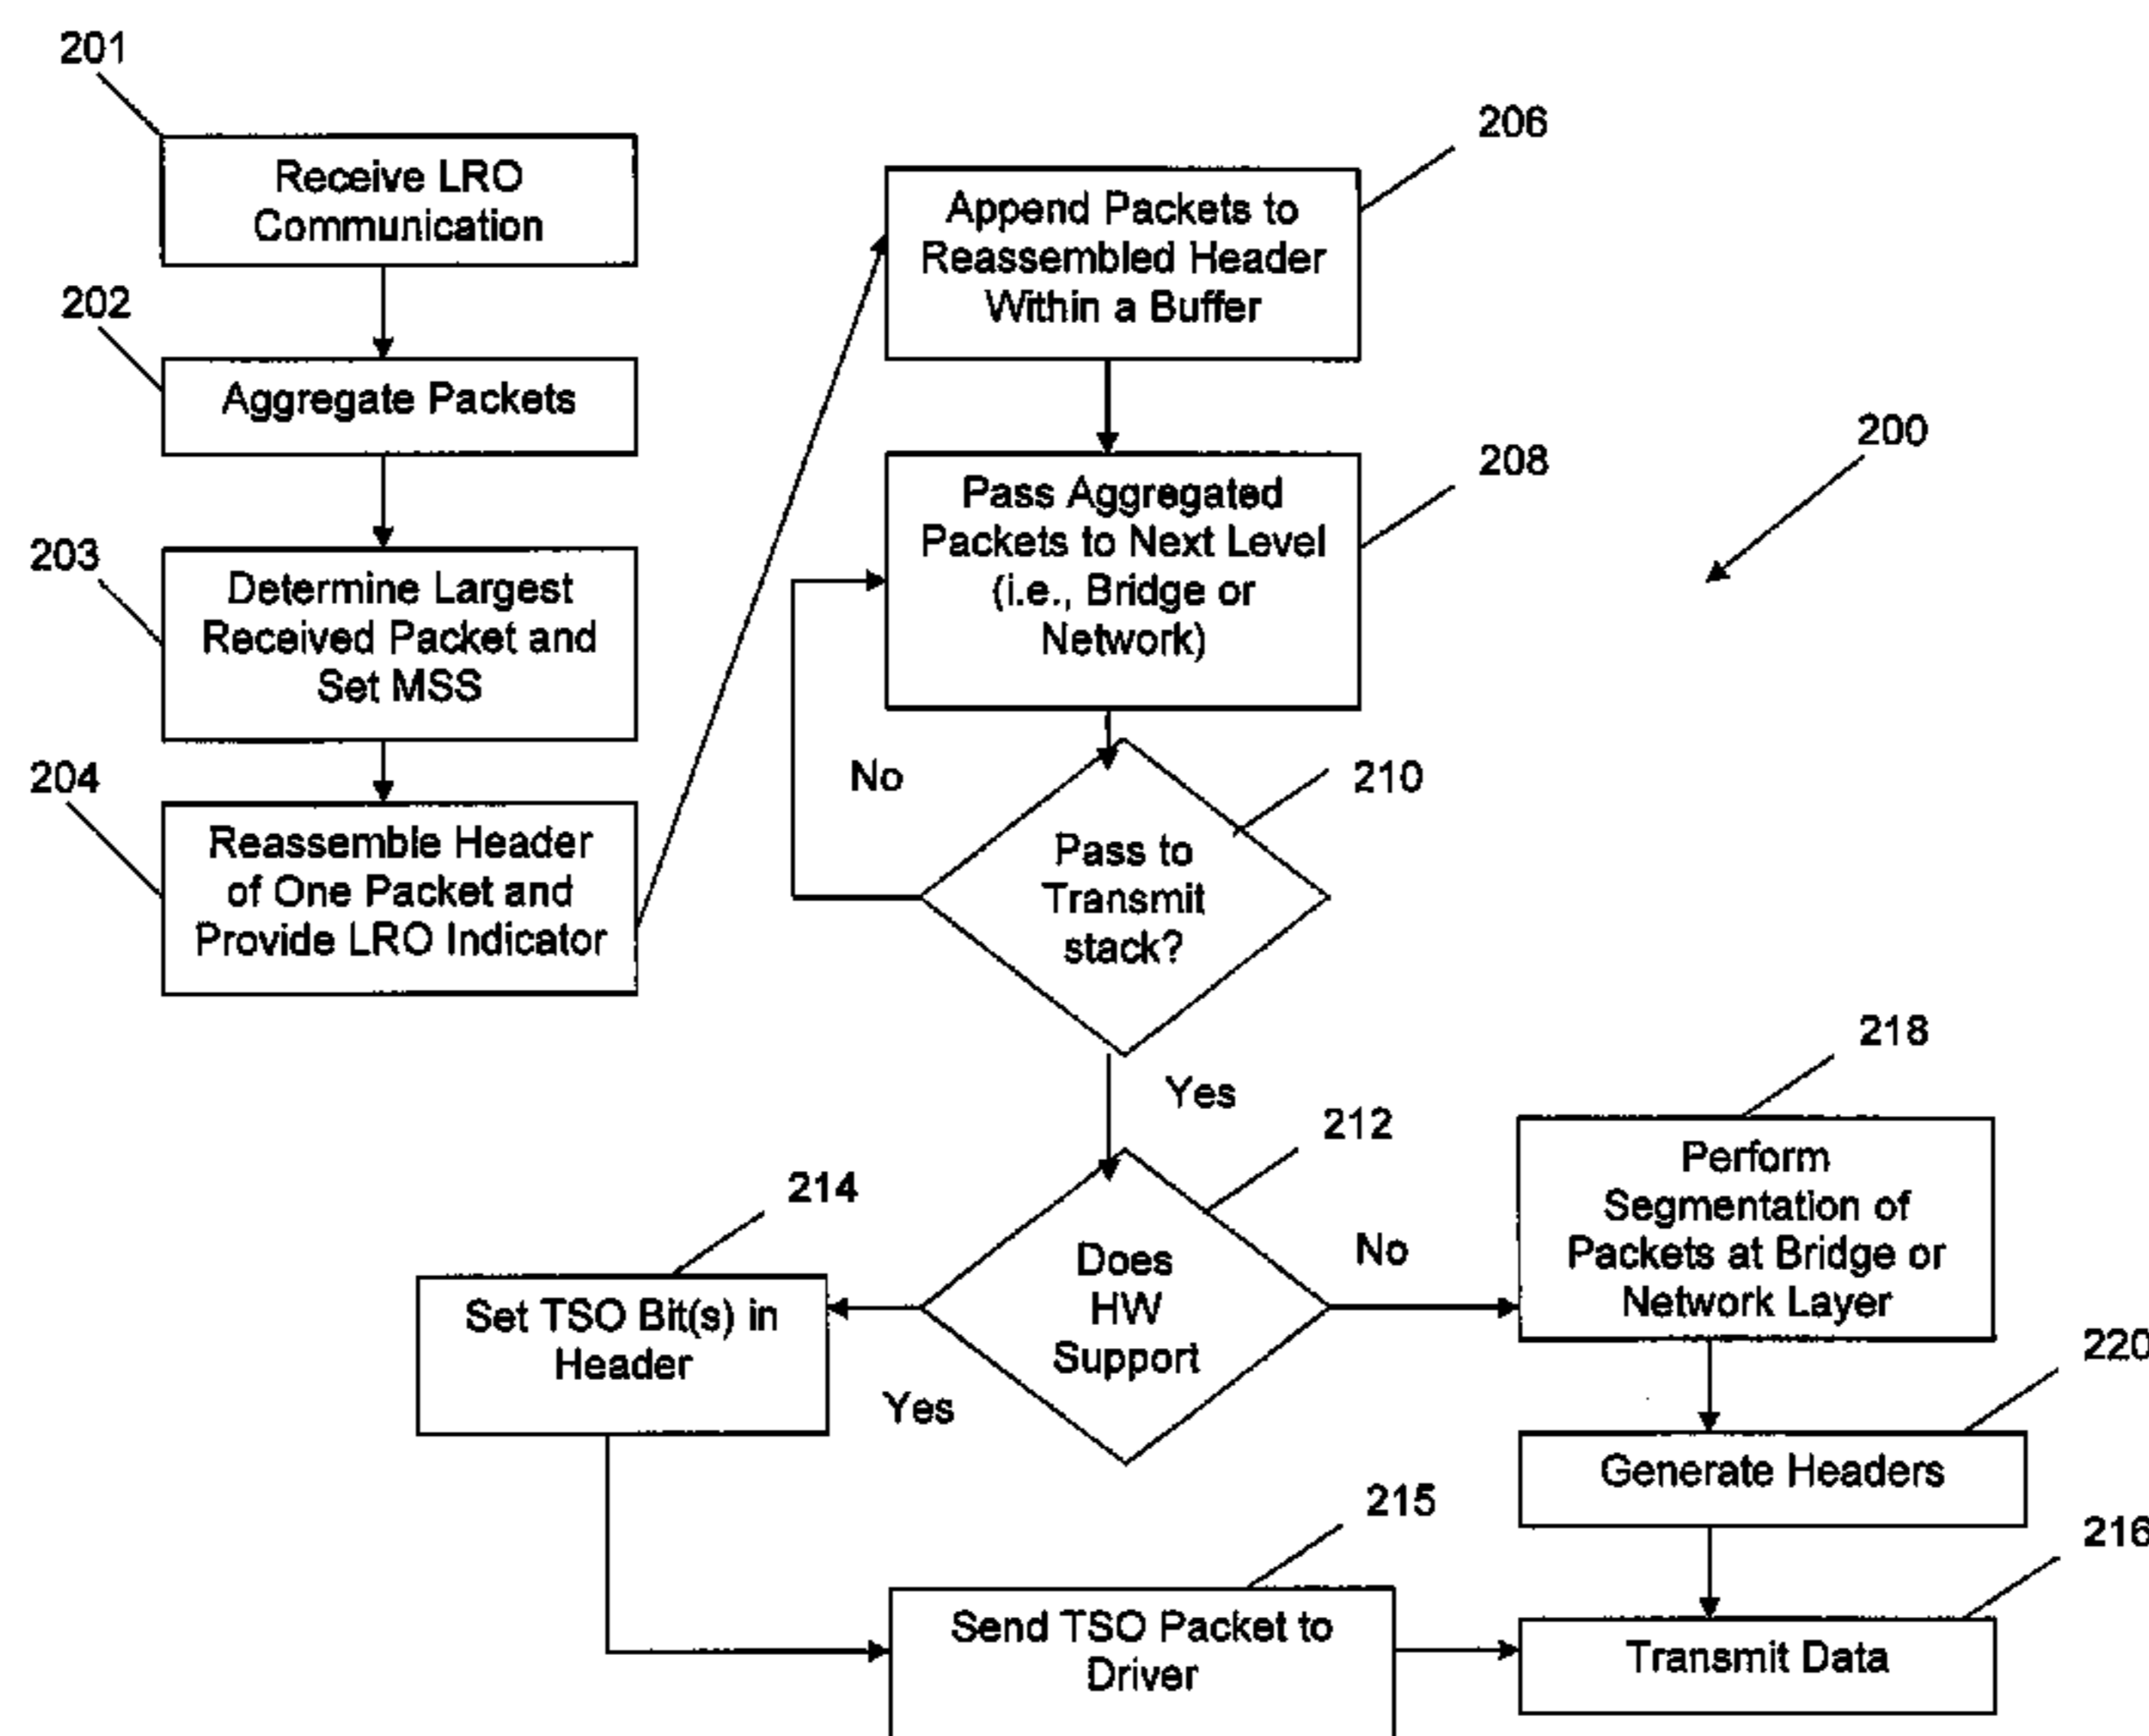 201
Receive LRO
Communication
202
Aggregate Packets
203
Determine Largest
Received Packet and
Set MSS
204
Reassemble Header
of One Packet and
Provide LRO Indicator
206
Append Packets to
Reassembled Header
Within a Buffer
208
Pass Aggregated
Packets to Next Level
(i.e., Bridge or
Network)
200
No
210
Pass to
Transmit
stack?
Yes
212
Does
HW
Support
No
218
Perform
Segmentation of
Packets at Bridge or
Network Layer
214
Set TSO Bit(s) in
Header
Yes
220
Generate Headers
215
Send TSO Packet to
Driver
216
Transmit Data